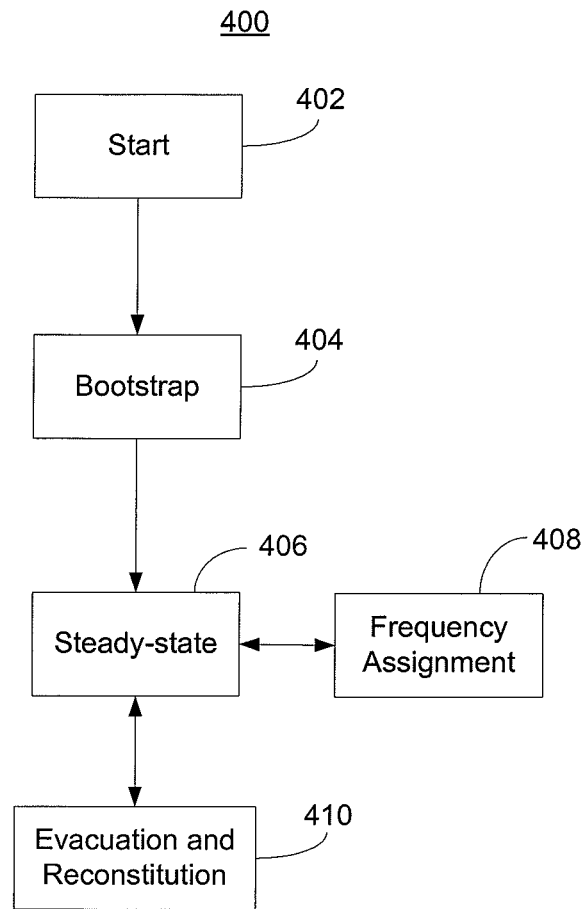 400
402
Start
404
Bootstrap
406
408
Steady-state
Frequency
Assignment
410
Evacuation and
Reconstitution